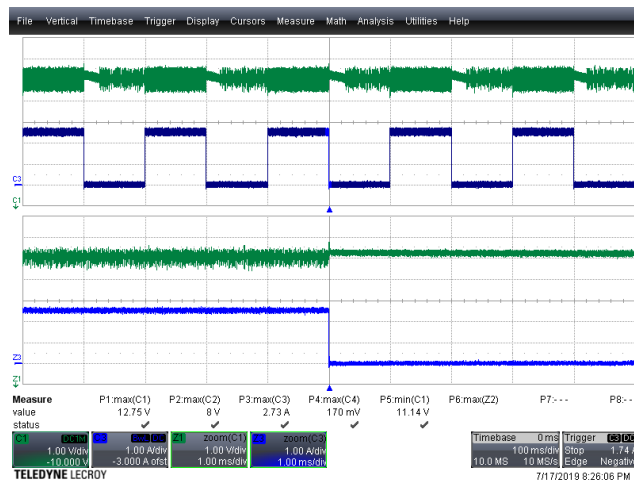 File Vertical Timebase Trigger Display Cursors Measure Math Analysis Utilities Help
C3
C1
Z3
Z1
Measure P1:max(C1) P2:max(C2) P3:max(C3) P4:max(C4) P5:min(C1) P6:max(Z2) P7:--- P8:--
value 12.75 V 8 V 2.73 A 170 mV 11.14 V
status
C1 DC1M Z1 zoom(C1) zoom(C3) Timebase 0 ms Trigger C3 DC
1.00 V/div 1.00 A/div 1.00 V/div 1.00 A/div 100 ms/div Stop 1.74 A
-10.000 V -3.000 A ofst 1.00 ms/div 1.00 ms/div 10.0 MS 10 MS/s Edge Negative
TELEDYNE LECROY 7/17/2019 8:26:06 PM